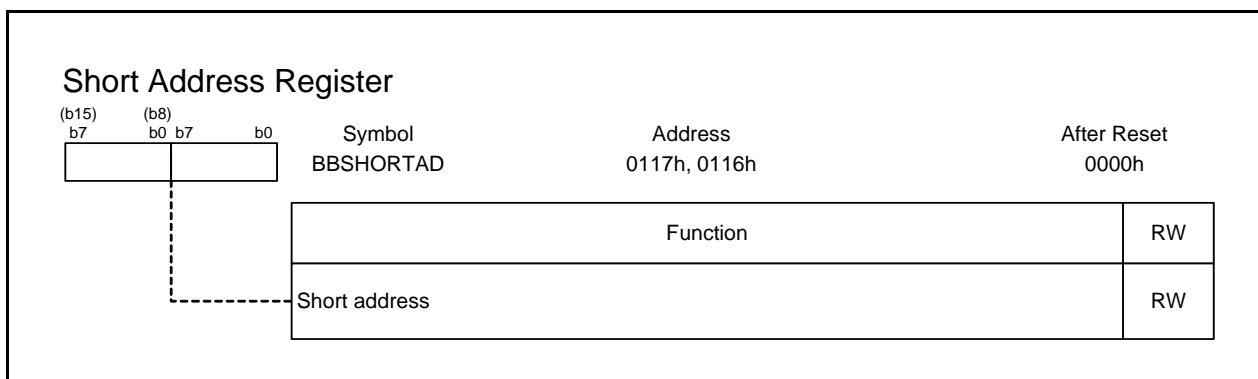 Short Address Register
(b15) (b8)
b7 b0 b7 b0 Symbol Address After Reset
BBSHORTAD 0117h, 0116h 0000h
Function RW
Short address RW